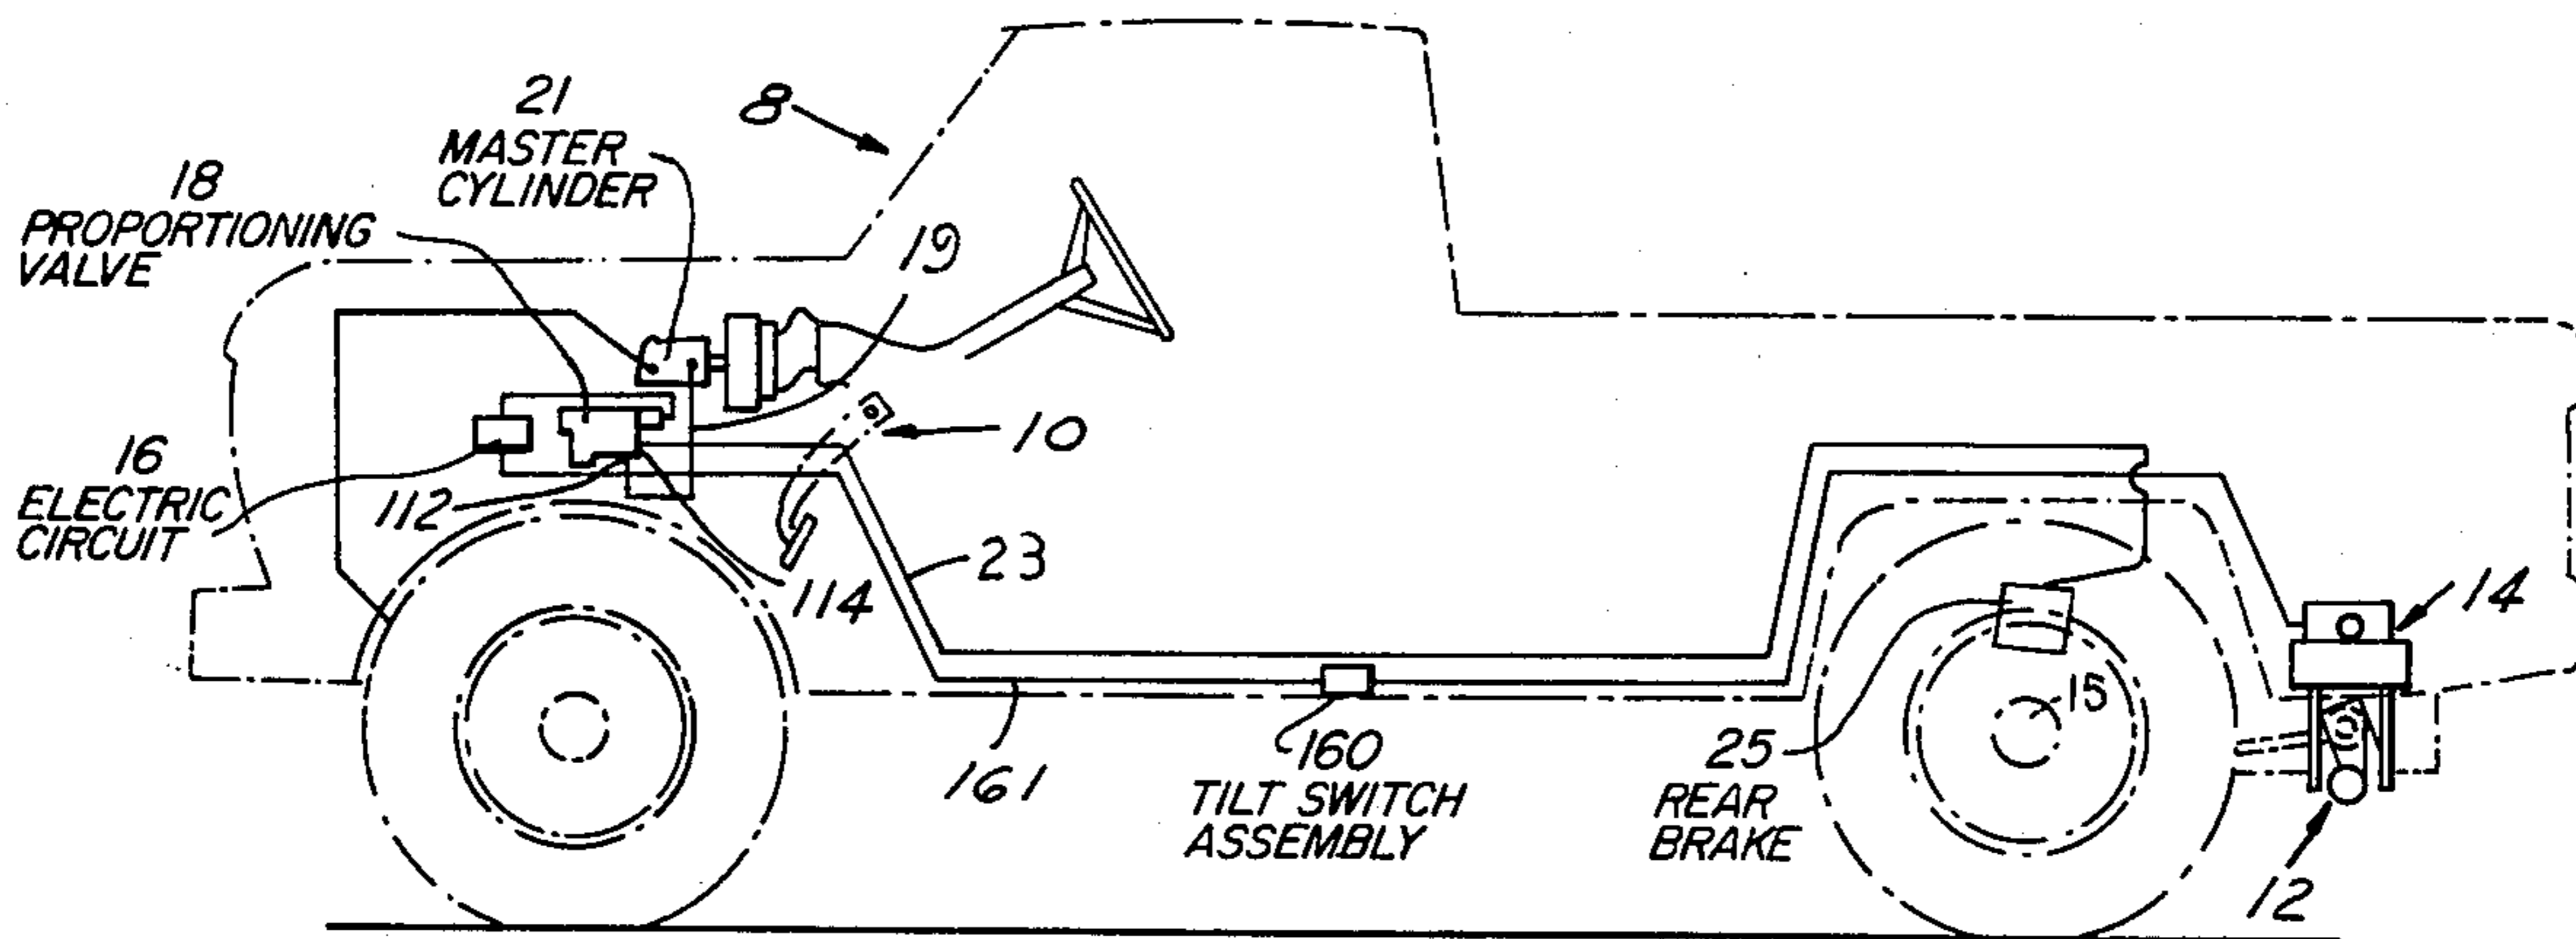 8
21
MASTER
CYLINDER
18
PROPORTIONING
VALVE
19
10
16
ELECTRIC
CIRCUIT
112
114
23
161
160
TILT SWITCH
ASSEMBLY
25
REAR
BRAKE
15
14
12